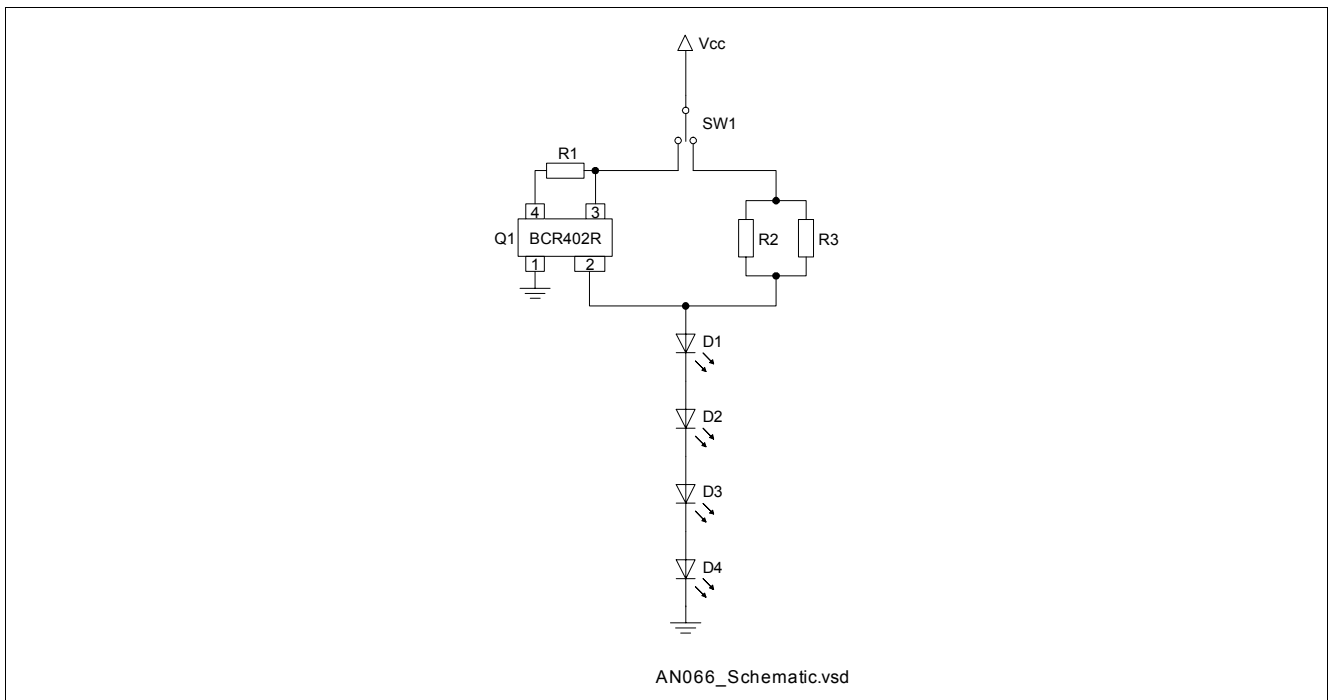 Vcc
SW1
R1
4
3
Q1
BCR402R
1
2
R2
R3
D1
D2
D3
D4
AN066_Schematic.vsd